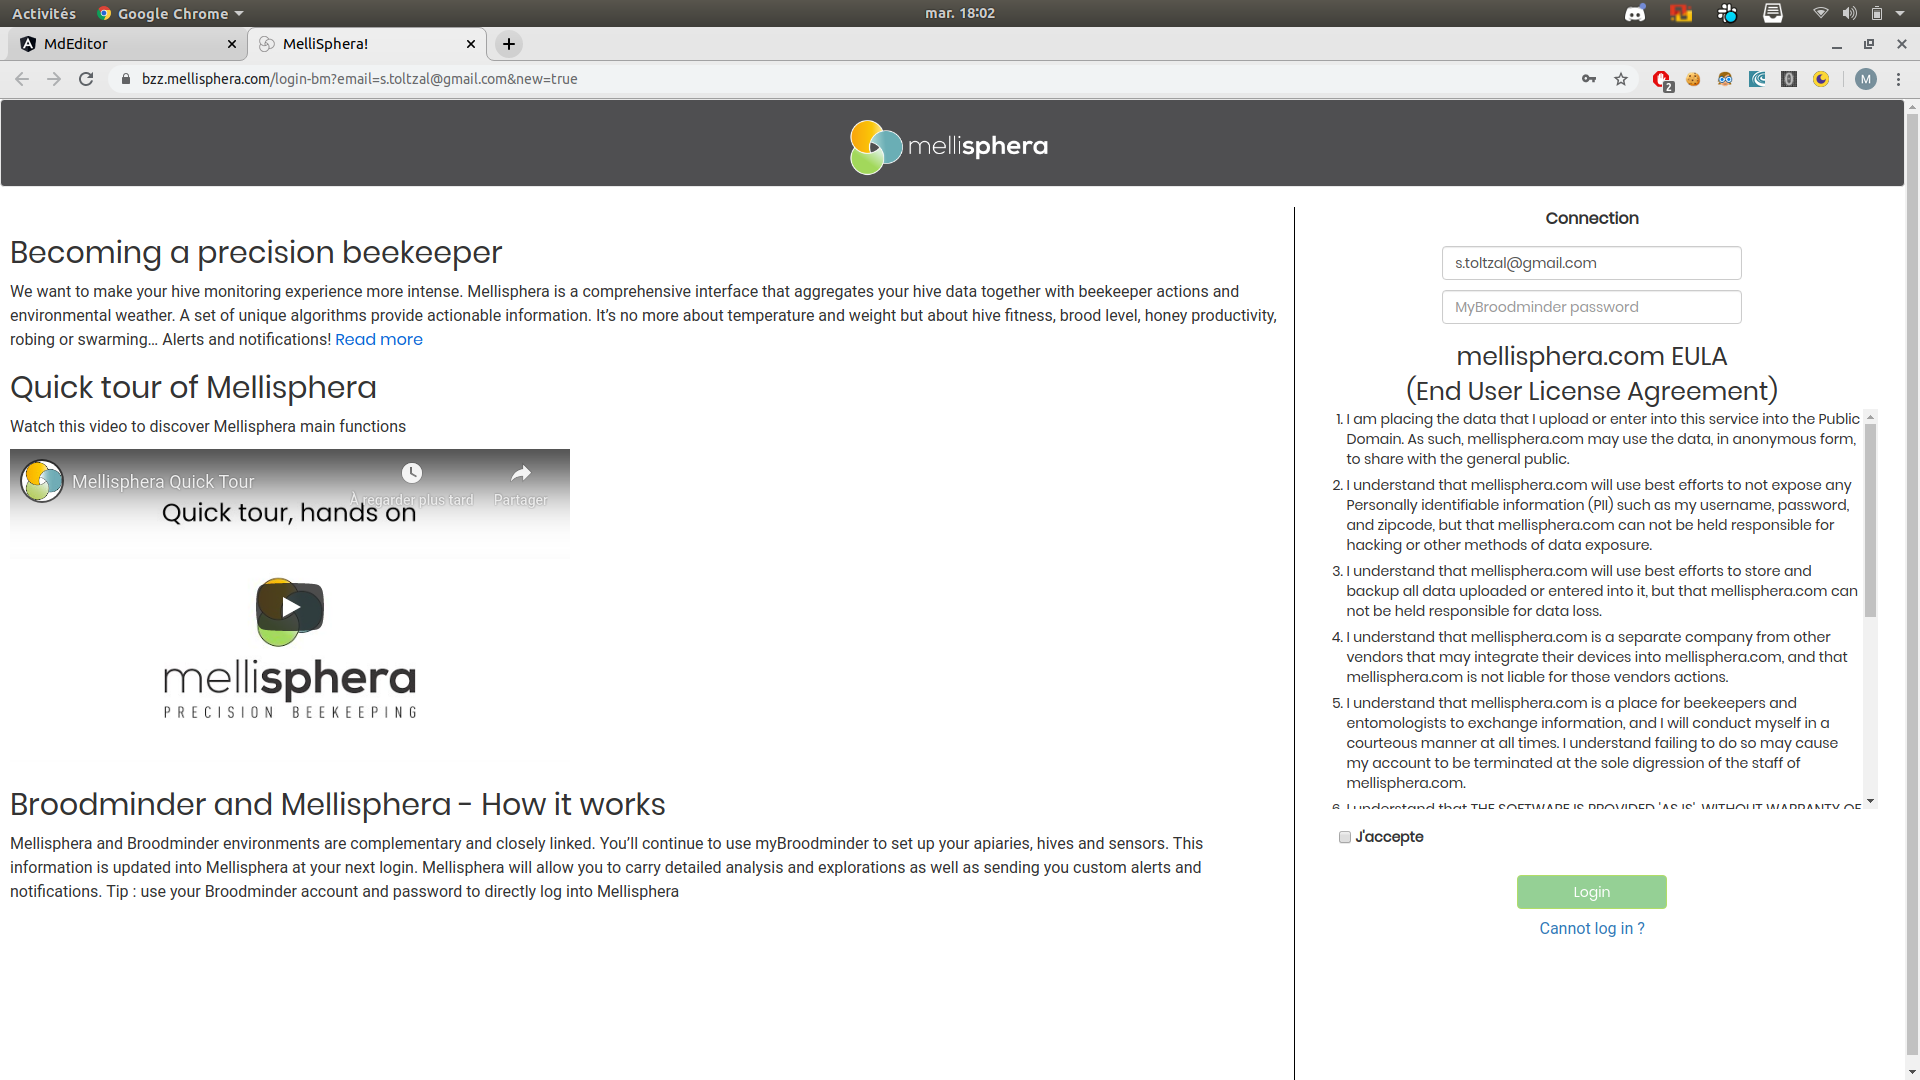 Activités
Google Chrome
mar. 18:02
MdEditor
MelliSphera!
bzz.mellisphera.com/login-bm?email=s.toltzal@gmail.com&new=true
2
0
M
mellisphera
Becoming a precision beekeeper
We want to make your hive monitoring experience more intense. Mellisphera is a comprehensive interface that aggregates your hive data together with beekeeper actions and
environmental weather. A set of unique algorithms provide actionable information. It’s no more about temperature and weight but about hive fitness, brood level, honey productivity,
robing or swarming... Alerts and notifications! Read more
Quick tour of Mellisphera
Watch this video to discover Mellisphera main functions
Mellisphera Quick Tour
À regarder plus tard
Partager
Quick tour, hands on
mellisphera
PRECISION BEEKEEPING
Broodminder and Mellisphera - How it works
Mellisphera and Broodminder environments are complementary and closely linked. You’ll continue to use myBroodminder to set up your apiaries, hives and sensors. This
information is updated into Mellisphera at your next login. Mellisphera will allow you to carry detailed analysis and explorations as well as sending you custom alerts and
notifications. Tip : use your Broodminder account and password to directly log into Mellisphera
Connection
s.toltzal@gmail.com
MyBroodminder password
mellisphera.com EULA
(End User License Agreement)
1. I am placing the data that I upload or enter into this service into the Public
Domain. As such, mellisphera.com may use the data, in anonymous form,
to share with the general public.
2. I understand that mellisphera.com will use best efforts to not expose any
Personally identifiable information (PII) such as my username, password,
and zipcode, but that mellisphera.com can not be held responsible for
hacking or other methods of data exposure.
3. I understand that mellisphera.com will use best efforts to store and
backup all data uploaded or entered into it, but that mellisphera.com can
not be held responsible for data loss.
4. I understand that mellisphera.com is a separate company from other
vendors that may integrate their devices into mellisphera.com, and that
mellisphera.com is not liable for those vendors actions.
5. I understand that mellisphera.com is a place for beekeepers and
entomologists to exchange information, and I will conduct myself in a
courteous manner at all times. I understand failing to do so may cause
my account to be terminated at the sole digression of the staff of
mellisphera.com.
6. I understand that THE SOFTWARE IS PROVIDED 'AS IS', WITHOUT WARRANTY OF
J'accepte
Login
Cannot log in ?